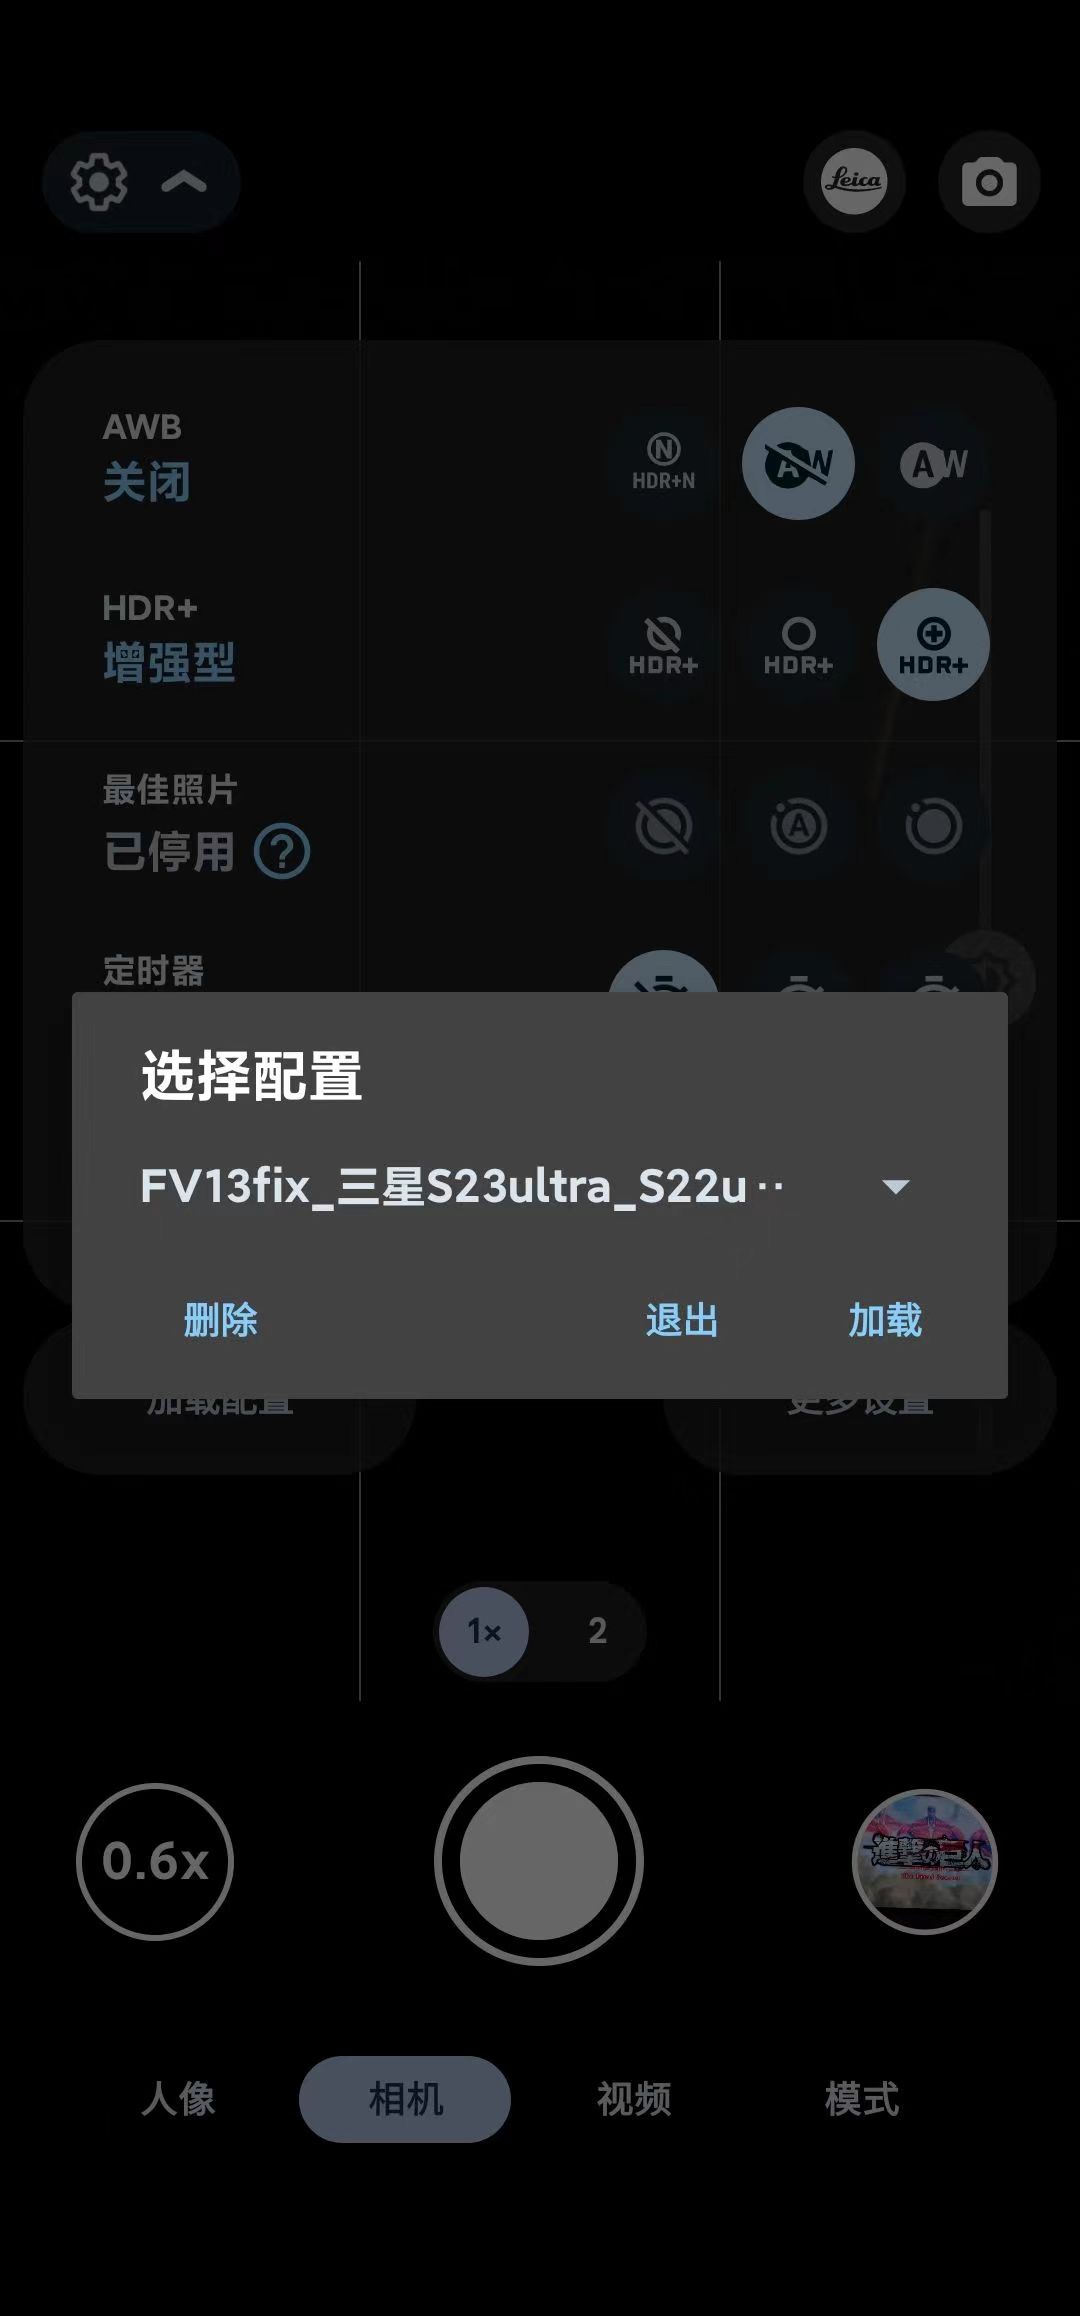 Leica
AWB
关闭
N
HDR+N
AW
AW
HDR+
增强型
HDR+
HDR+
HDR+
最佳照片
已停用
?
A
定时器
选择配置
FV13fix_三星S23ultra_S22u··
删除
退出
加载
加载配置
更多设置
1×
2
0.6x
進撃の巨人
人像
相机
视频
模式